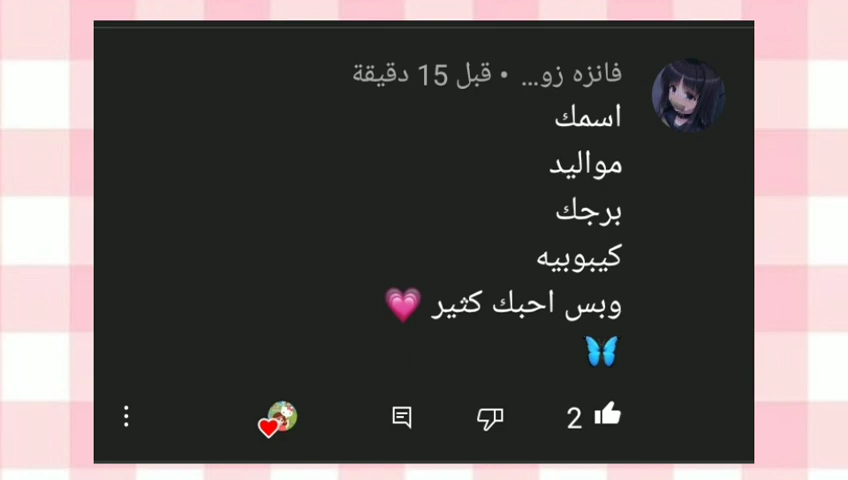 فانزه زو... • قبل 15 دقيقة
اسمك
مواليد
برجك
كيبوبيه
وبس احبك كثير 💗
🦋
2